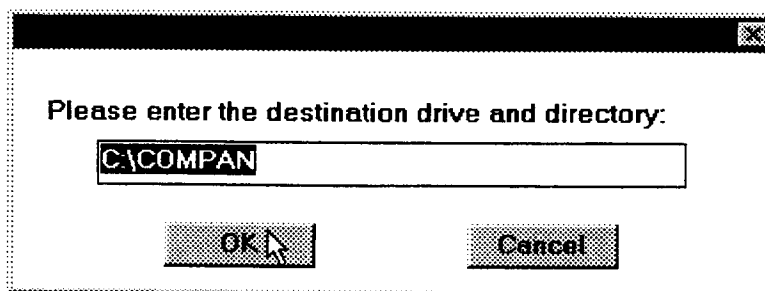 Please enter the destination drive and directory:
C:\COMPAN
OK
Cancel